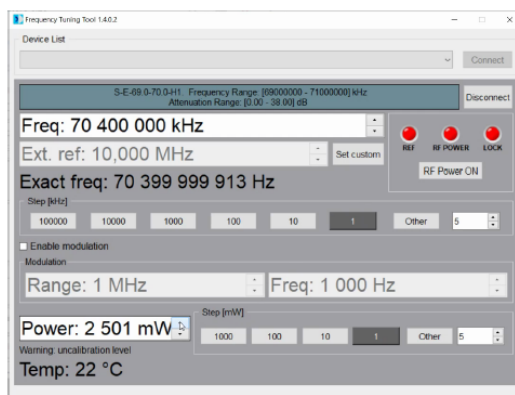 Frequency Tuning Tool 1.4.0.2
Device List
Connect
S-E-69.0-70.0-H1. Frequency Range: [69000000 - 71000000] kHz
Attenuation Range: [0.00 - 38.00] dB
Disconnect
Freq: 70 400 000 kHz
Ext. ref: 10,000 MHz
Set custom
REF RF POWER LOCK
RF Power ON
Exact freq: 70 399 999 913 Hz
Step [kHz]
100000 10000 1000 100 10 1 Other 5
Enable modulation
Modulation
Range: 1 MHz Freq: 1 000 Hz
Power: 2 501 mW
Step [mW]
1000 100 10 1 Other 5
Warning: uncalibration level
Temp: 22 °C